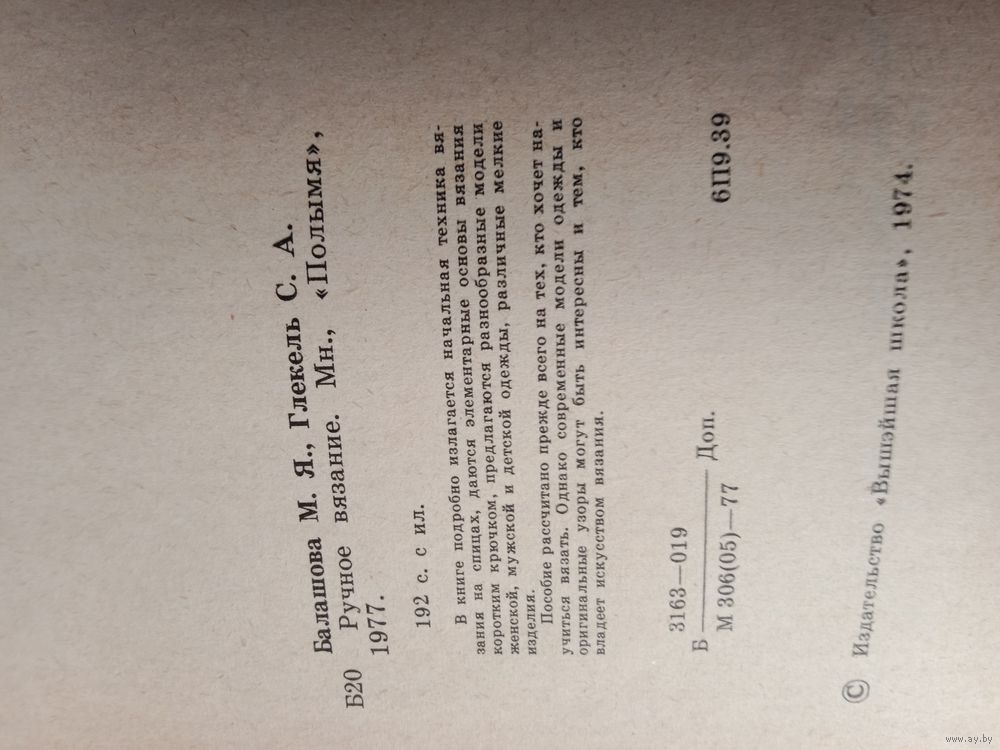 Балашова М. Я., Глекель С. А.
Б20 Ручное вязание. Мн., «Полымя»,
1977.
192 с. с ил.
В книге подробно излагается начальная техника вя-
зания на спицах, даются элементарные основы вязания
коротким крючком, предлагаются разнообразные модели
женской, мужской и детской одежды, различные мелкие
изделия.
Пособие рассчитано прежде всего на тех, кто хочет на-
учиться вязать. Однако современные модели одежды и
оригинальные узоры могут быть интересны и тем, кто
владеет искусством вязания.
3163—019
Б Доп. 6П9.39
М 306(05)—77
© Издательство «Вышэйшая школа», 1974.
www.ay.by